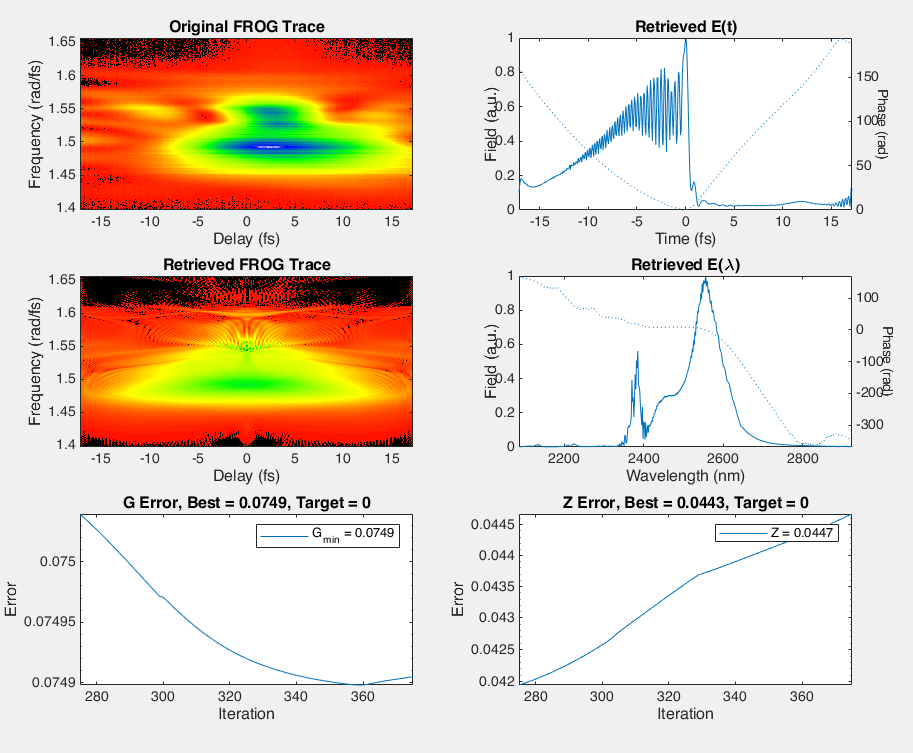 Original FROG Trace
Frequency (rad/fs)
1.65
1.6
1.55
1.5
1.45
1.4
-15 -10 -5 0 5 10 15
Delay (fs)
Retrieved E(t)
Field (a.u.)
1
0.8
0.6
0.4
0.2
0
Phase (rad)
150
100
50
0
-15 -10 -5 0 5 10 15
Time (fs)
Retrieved FROG Trace
Frequency (rad/fs)
1.65
1.6
1.55
1.5
1.45
1.4
-15 -10 -5 0 5 10 15
Delay (fs)
Retrieved E(λ)
Field (a.u.)
1
0.8
0.6
0.4
0.2
0
Phase (rad)
100
0
-100
-200
-300
2200 2400 2600 2800
Wavelength (nm)
G Error, Best = 0.0749, Target = 0
Gmin = 0.0749
Error
0.075
0.07495
0.0749
280 300 320 340 360
Iteration
Z Error, Best = 0.0443, Target = 0
Z = 0.0447
Error
0.0445
0.044
0.0435
0.043
0.0425
0.042
280 300 320 340 360
Iteration